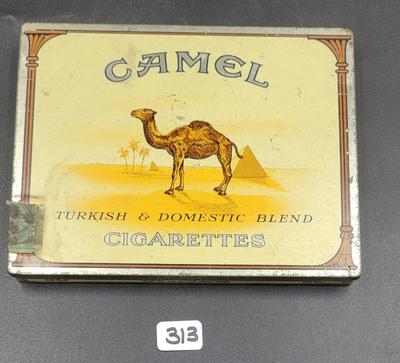 CAMEL
TURKISH & DOMESTIC BLEND
CIGARETTES
313